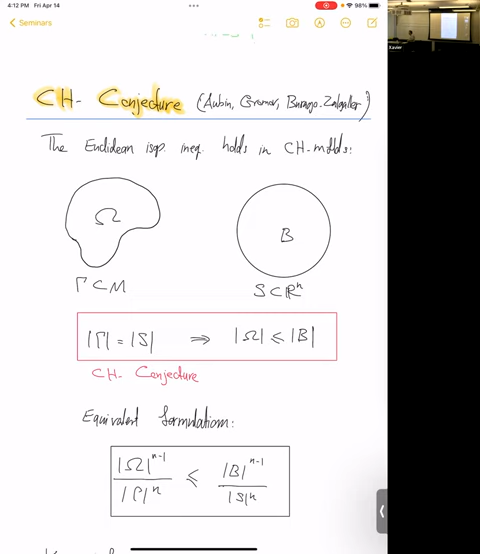 4:12 PM Fri Apr 14
98%
Seminars
Xavier
CH- Conjecture (Aubin, Gromov, Burago-Zalgaller)
The Euclidean isop. ineq. holds in CH-mflds:
Ω
B
Γ⊂M
S⊂ℝⁿ
|Γ| = |S| ⇒ |Ω| ≤ |B|
CH- Conjecture
Equivalent formulation:
|Ω|ⁿ⁻¹ / |Γ|ⁿ ≤ |B|ⁿ⁻¹ / |S|ⁿ